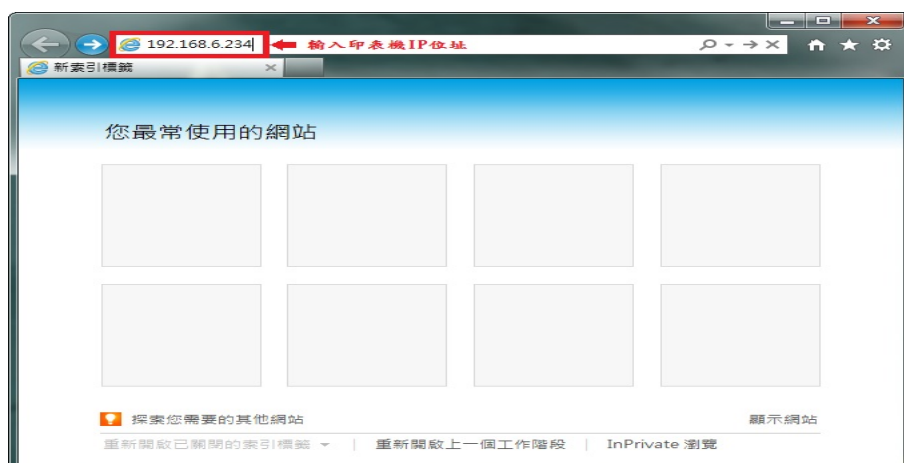 192.168.6.234 輸入印表機IP位址
新索引標籤
您最常使用的網站
探索您需要的其他網站 顯示網站
重新開啟已關閉的索引標籤 重新開啟上一個工作階段 InPrivate 瀏覽